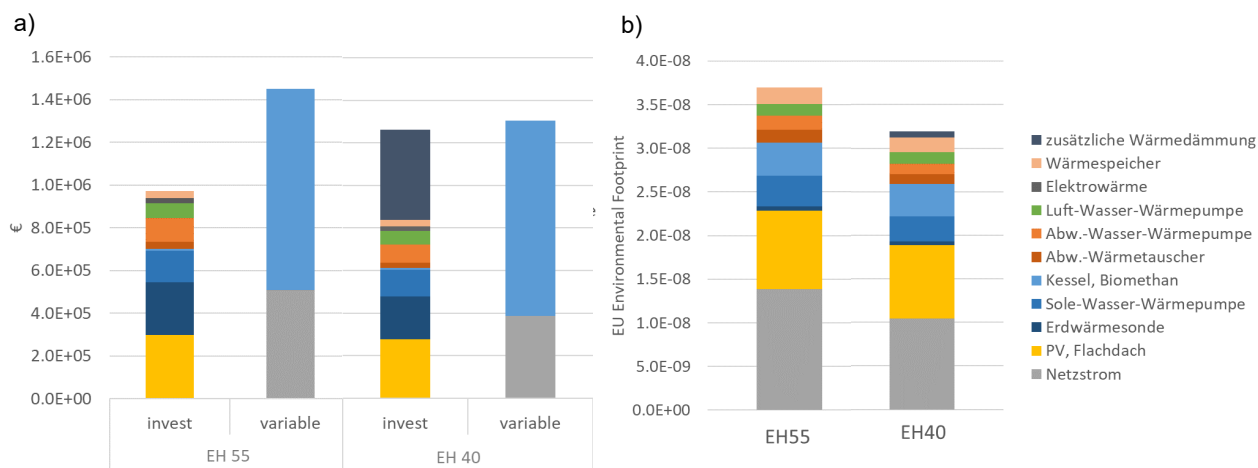 a)
1.6E+06
1.4E+06
1.2E+06
1.0E+06
8.0E+05
6.0E+05
4.0E+05
2.0E+05
0.0E+00
€
invest
variable
invest
variable
EH 55
EH 40
e
b)
4.0E-08
3.5E-08
3.0E-08
2.5E-08
2.0E-08
1.5E-08
1.0E-08
5.0E-09
0.0E+00
EU Environmental Footprint
EH55
EH40
zusätzliche Wärmedämmung
Wärmespeicher
Elektrowärme
Luft-Wasser-Wärmepumpe
Abw.-Wasser-Wärmepumpe
Abw.-Wärmetauscher
Kessel, Biomethan
Sole-Wasser-Wärmepumpe
Erdwärmesonde
PV, Flachdach
Netzstrom